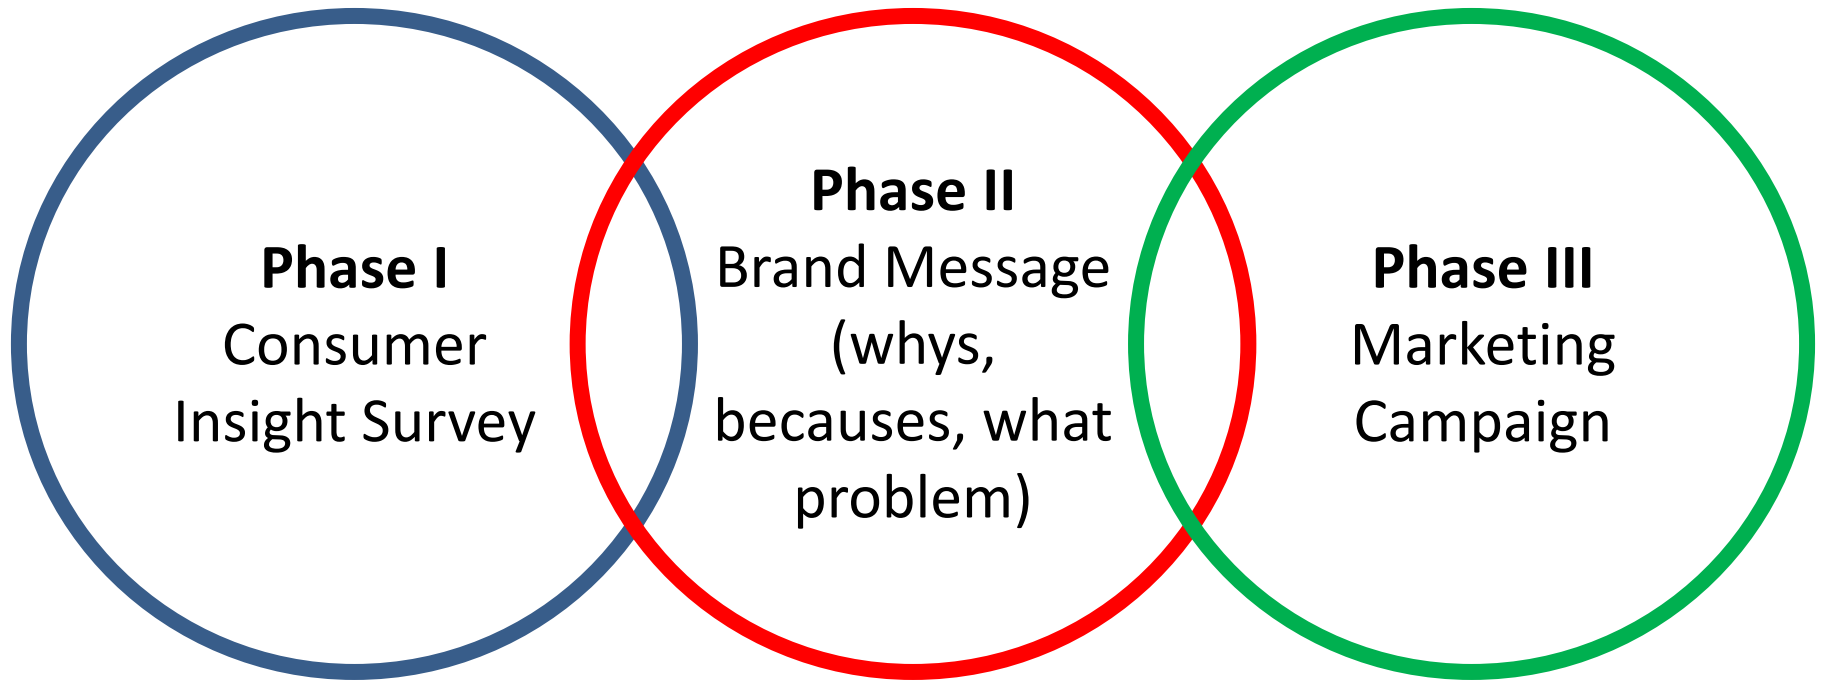 Phase I
Consumer
Insight Survey
Phase II
Brand Message
(whys,
becauses, what
problem)
Phase III
Marketing
Campaign